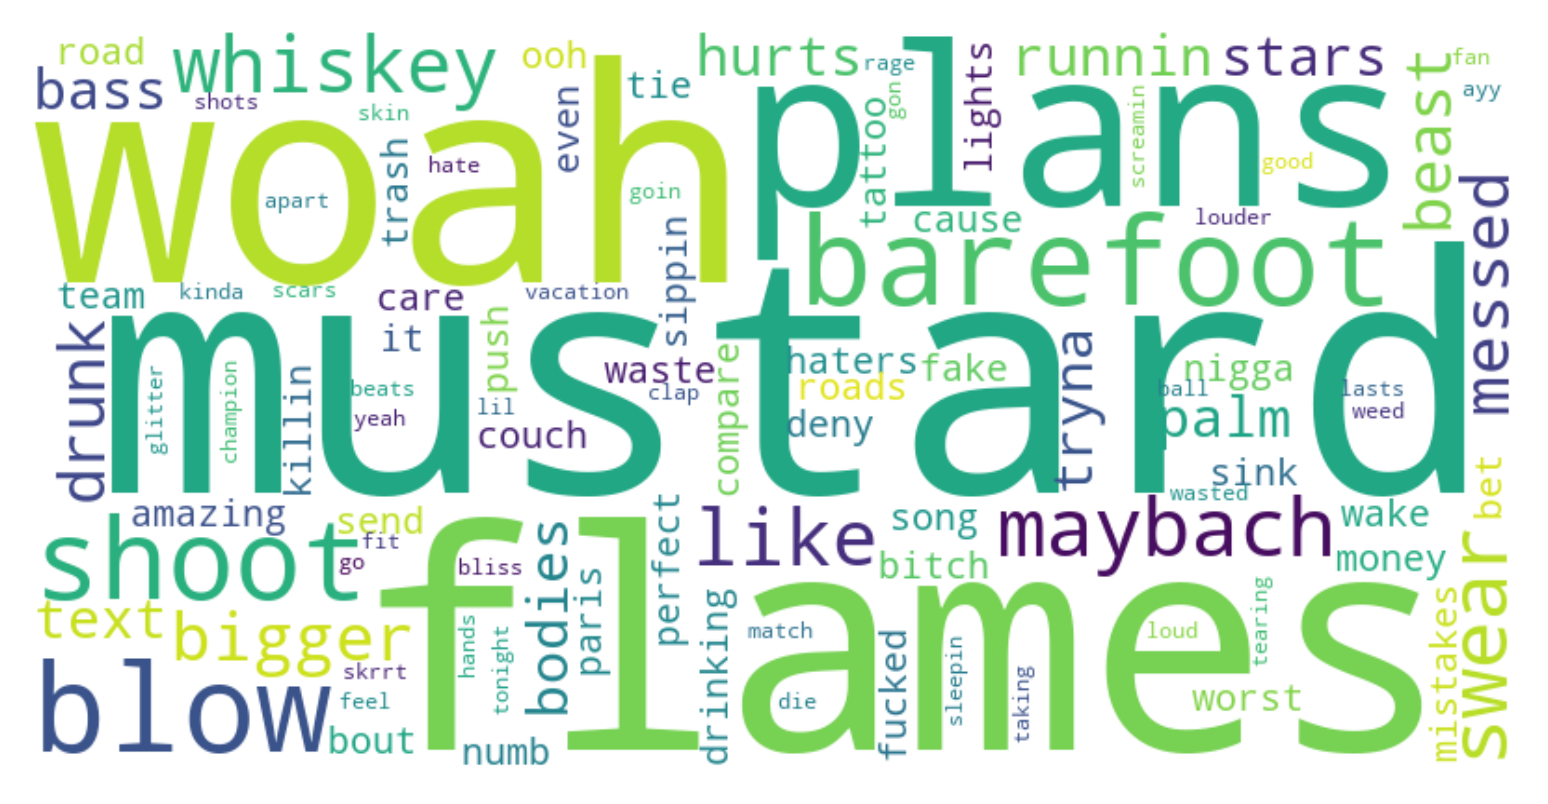 road
whiskey
ooh
hurts
rage
runnin
stars
fan
bass
shots
tie
lights
beast
ayy
skin
even
tattoo
gon
screamin
woah
plans
trash
hate
good
apart
goin
messed
cause
louder
sippin
barefoot
team
kinda
scars
care
vacation
mustard
drunk
it
push
waste
haters
fake
tryna
nigga
glitter
champion
killin
beats
lil
clap
compare
roads
ball
lasts
yeah
couch
deny
palm
weed
sink
wasted
bet
amazing
send
perfect
like
song
maybach
wake
shoot
fit
go
bliss
bodies
bitch
money
swear
flames
text
bigger
paris
hands
tonight
drinking
match
fucked
sleepin
loud
tearing
mistakes
blow
skrrt
feel
die
taking
worst
bout
numb